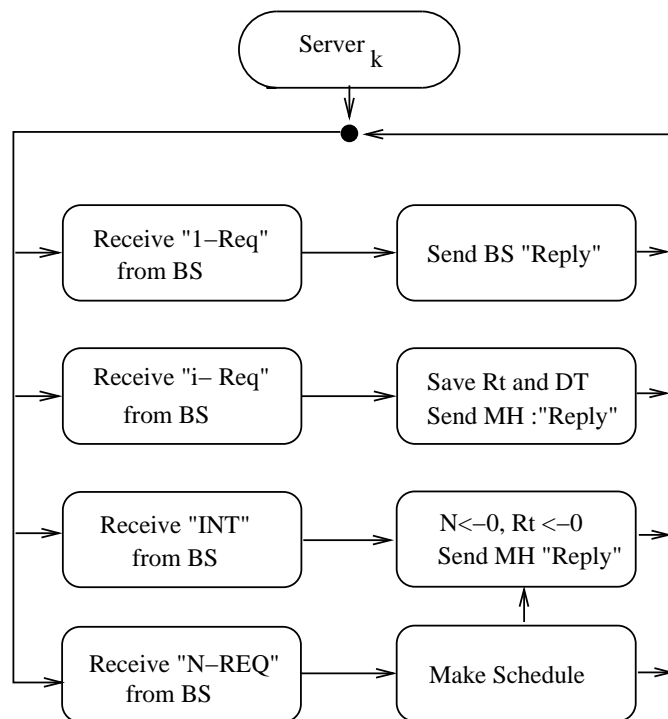 Server k
Receive "1–Req"
from BS
Send BS "Reply"
Receive "i– Req"
from BS
Save Rt and DT
Send MH :"Reply"
Receive "INT"
from BS
N<–0, Rt <–0
Send MH "Reply"
Receive "N–REQ"
from BS
Make Schedule